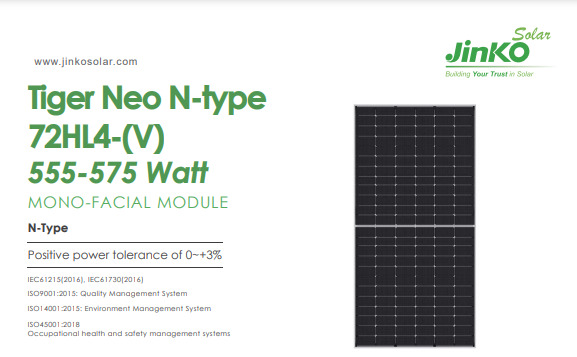 www.jinkosolar.com
JinKO Solar
Building Your Trust in Solar
Tiger Neo N-type
72HL4-(V)
555-575 Watt
MONO-FACIAL MODULE
N-Type
Positive power tolerance of 0~+3%
IEC61215(2016), IEC61730(2016)
ISO9001:2015: Quality Management System
ISO14001:2015: Environment Management System
ISO45001:2018
Occupational health and safety management systems